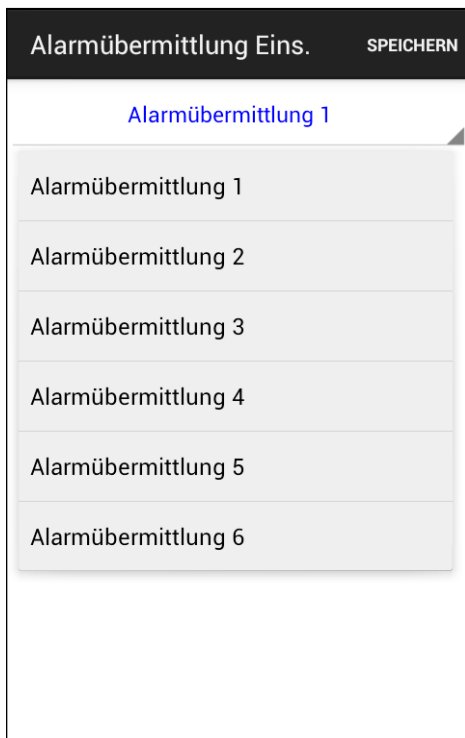 Alarmübermittlung Eins. SPEICHERN
Alarmübermittlung 1
Alarmübermittlung 1
Alarmübermittlung 2
Alarmübermittlung 3
Alarmübermittlung 4
Alarmübermittlung 5
Alarmübermittlung 6